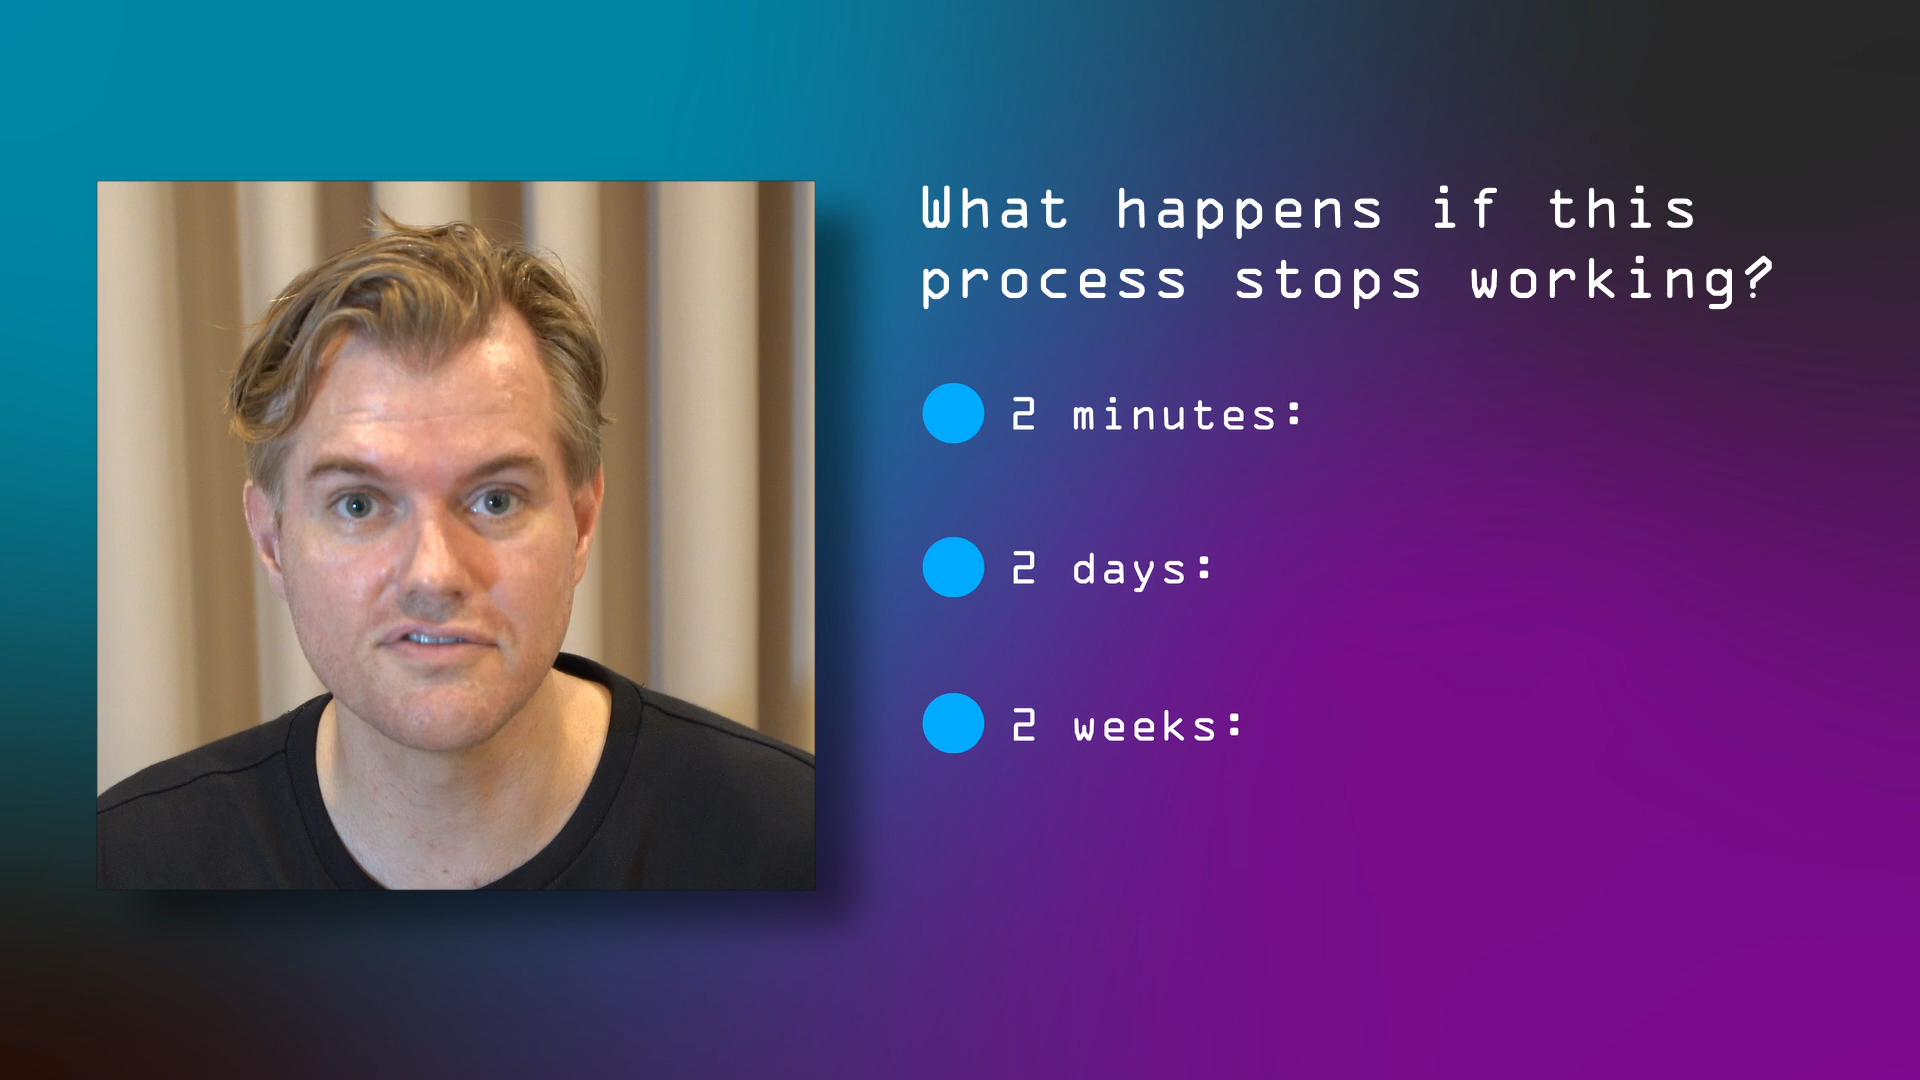 What happens if this
process stops working?
2 minutes:
2 days:
2 weeks: